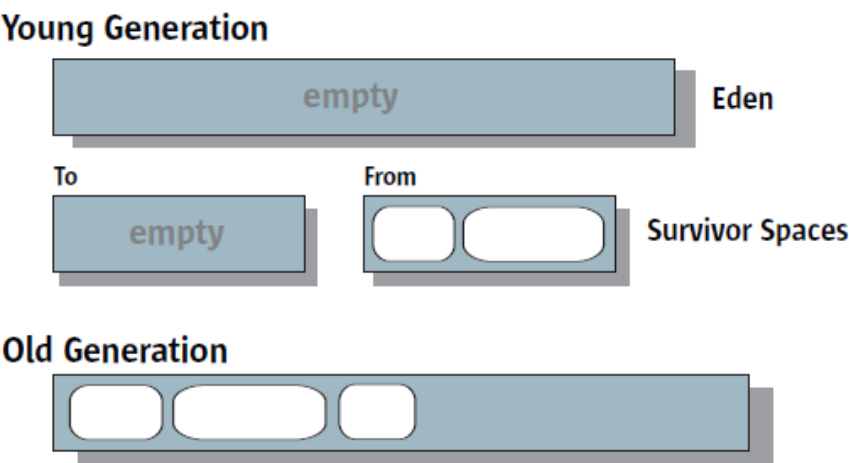 Young Generation
empty
Eden
To
From
empty
Survivor Spaces
Old Generation